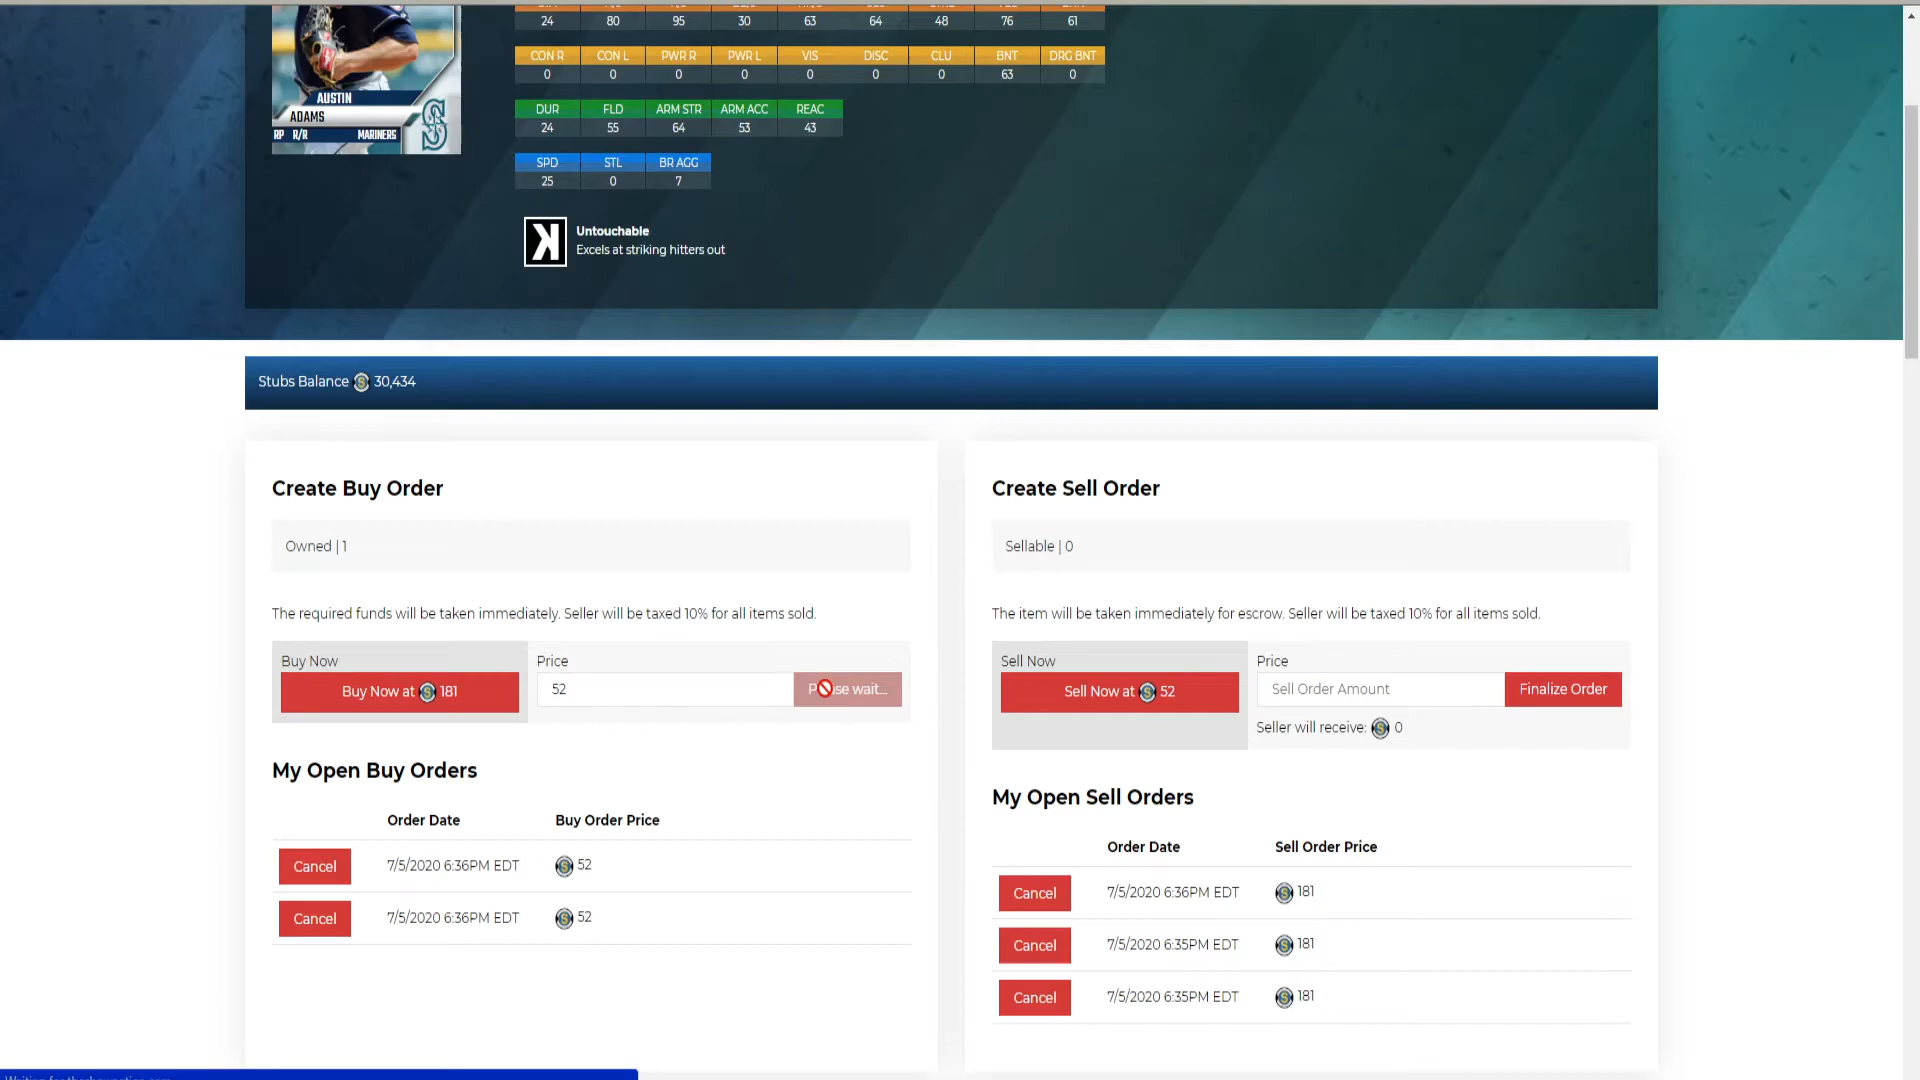 24 80 95 30 63 64 48 76 61
CON R CON L PWR R PWR L VIS DISC CLU BNT DRG BNT
0 0 0 0 0 0 0 63 0
AUSTIN
ADAMS
RP R/R MARINERS
DUR FLD ARM STR ARM ACC REAC
24 55 64 53 43
SPD STL BR AGG
25 0 7
Untouchable
Excels at striking hitters out
Stubs Balance 30,434
Create Buy Order
Owned | 1
The required funds will be taken immediately. Seller will be taxed 10% for all items sold.
Buy Now
Buy Now at 181
Price
52
se wait...
My Open Buy Orders
Order Date Buy Order Price
Cancel 7/5/2020 6:36PM EDT 52
Cancel 7/5/2020 6:36PM EDT 52
Create Sell Order
Sellable | 0
The item will be taken immediately for escrow. Seller will be taxed 10% for all items sold.
Sell Now
Sell Now at 52
Price
Sell Order Amount
Finalize Order
Seller will receive: 0
My Open Sell Orders
Order Date Sell Order Price
Cancel 7/5/2020 6:36PM EDT 181
Cancel 7/5/2020 6:35PM EDT 181
Cancel 7/5/2020 6:35PM EDT 181